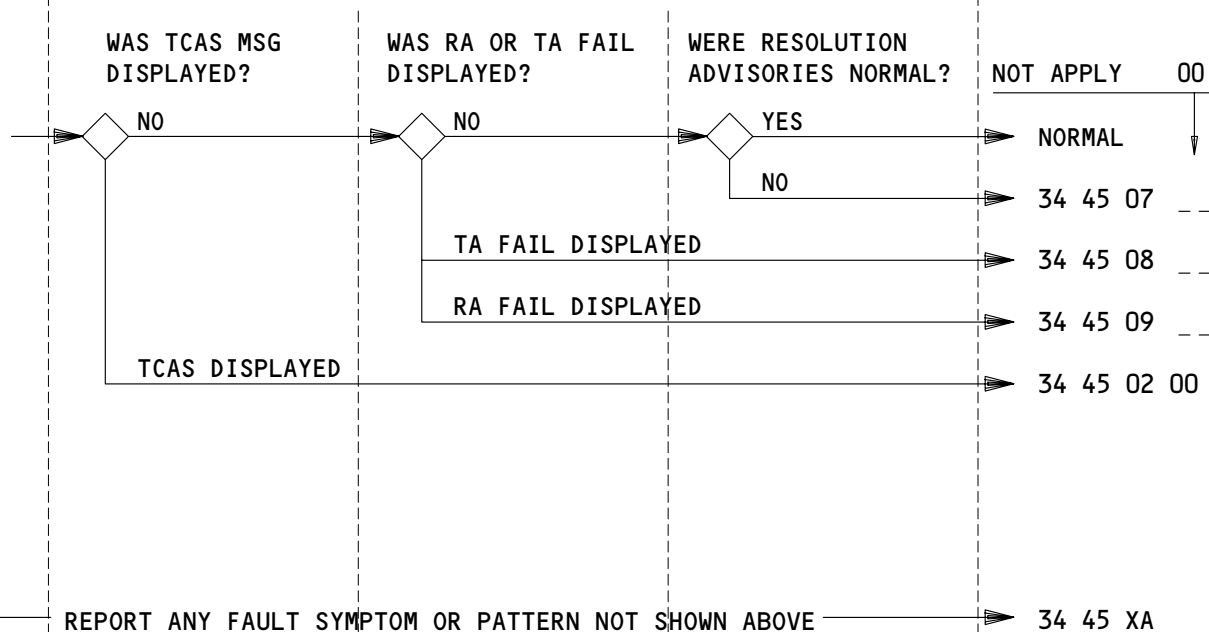 WAS TCAS MSG
DISPLAYED?
WAS RA OR TA FAIL
DISPLAYED?
WERE RESOLUTION
ADVISORIES NORMAL?
NOT APPLY 00
NO
NO
YES
NORMAL
NO
34 45 07 _ _
TA FAIL DISPLAYED
34 45 08 _ _
RA FAIL DISPLAYED
34 45 09 _ _
TCAS DISPLAYED
34 45 02 00
REPORT ANY FAULT SYMPTOM OR PATTERN NOT SHOWN ABOVE
34 45 XA